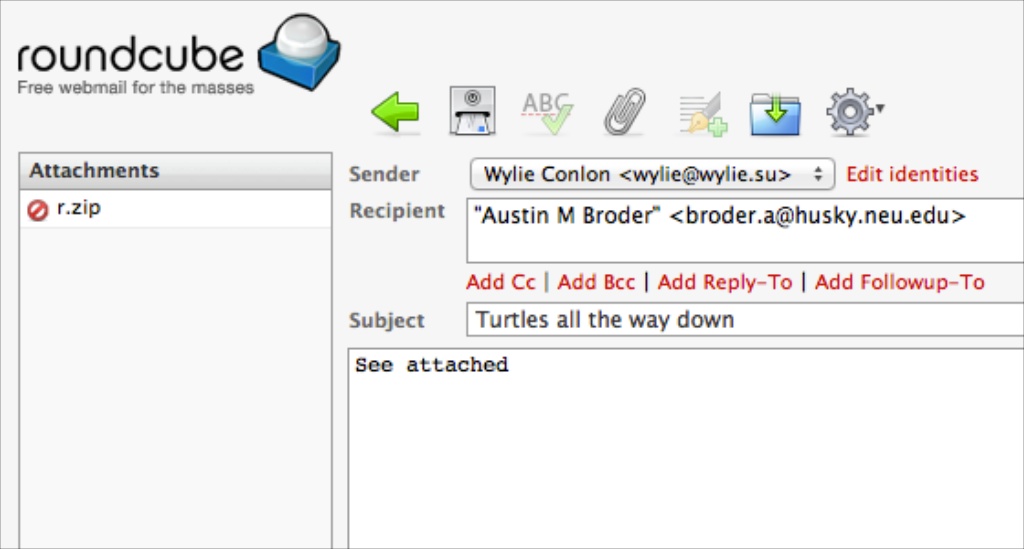 roundcube
Free webmail for the masses
ABC
Attachments
r.zip
Sender
Wylie Conlon <wylie@wylie.su>
Edit identities
Recipient
"Austin M Broder" <broder.a@husky.neu.edu>
Add Cc | Add Bcc | Add Reply-To | Add Followup-To
Subject
Turtles all the way down
See attached